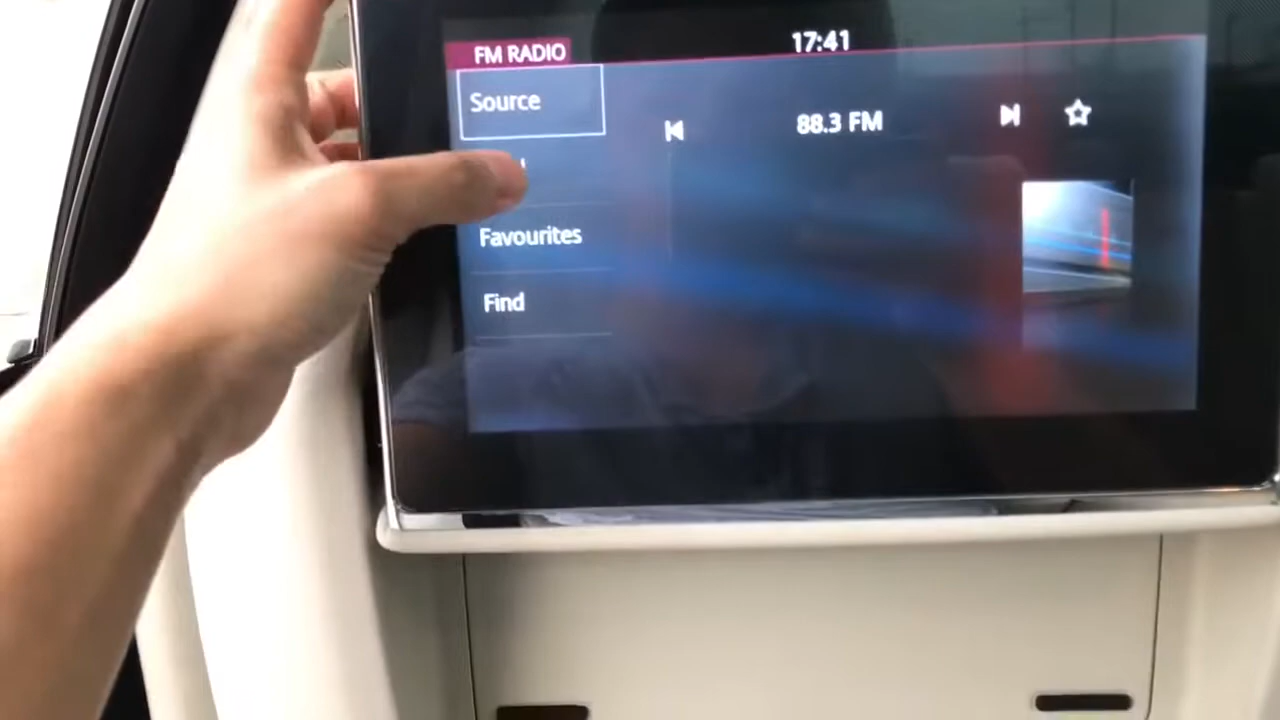 17:41
FM RADIO
Source
88.3 FM
Favourites
Find